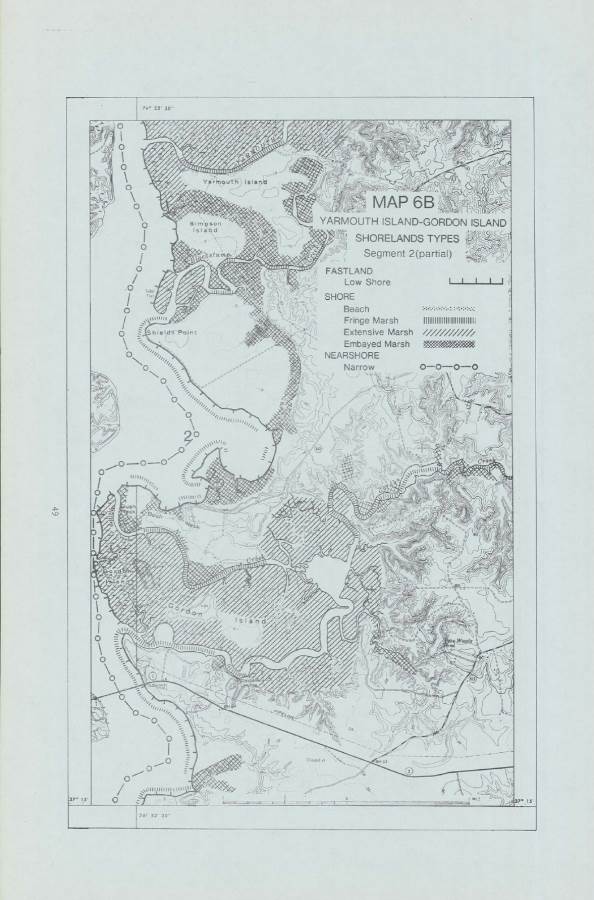 76° 52' 30"
Yarmouth Island
Simpson
Island
MAP 6B
YARMOUTH ISLAND-GORDON ISLAND
SHORELANDS TYPES
Segment 2(partial)
FASTLAND
Low Shore
SHORE
Beach
Fringe Marsh
Extensive Marsh
Embayed Marsh
NEARSHORE
Narrow
Shields Point
2
49
Gordon Island
37° 15'
37° 15'
76° 52' 30"